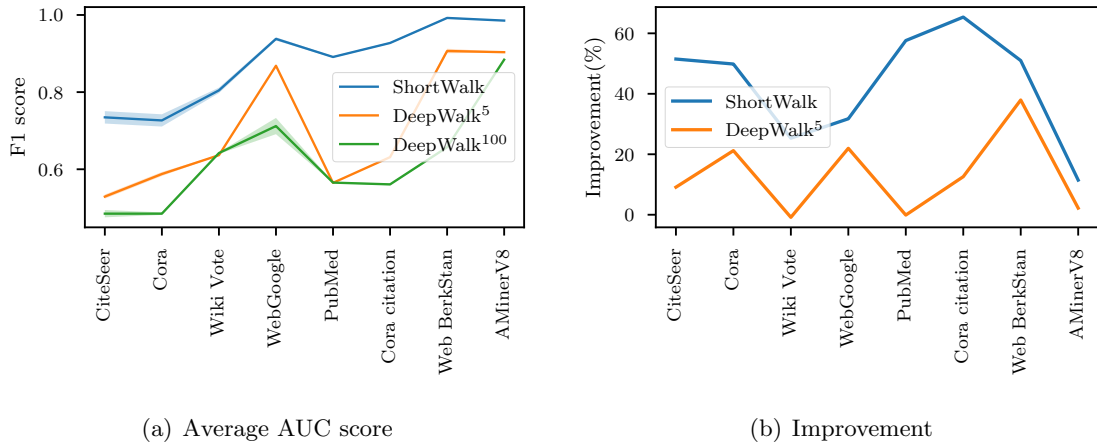 F1 score
1.0
0.8
0.6
ShortWalk
DeepWalk⁵
DeepWalk¹⁰⁰
CiteSeer
Cora
Wiki Vote
WebGoogle
PubMed
Cora citation
Web BerkStan
AMinerV8
(a) Average AUC score
Improvement(%)
60
40
20
0
ShortWalk
DeepWalk⁵
CiteSeer
Cora
Wiki Vote
WebGoogle
PubMed
Cora citation
Web BerkStan
AMinerV8
(b) Improvement